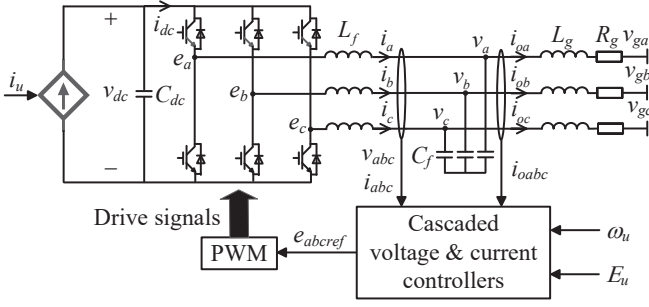 + i_dc L_f i_a v_a i_oa L_g R_g v_ga
e_a
i_u v_dc C_dc e_b i_b v_b i_ob v_gb
e_c i_c v_c i_oc v_gc
−
v_abc C_f
i_abc i_oabc
Drive signals
PWM e_abcref
Cascaded
voltage & current
controllers
ω_u
E_u